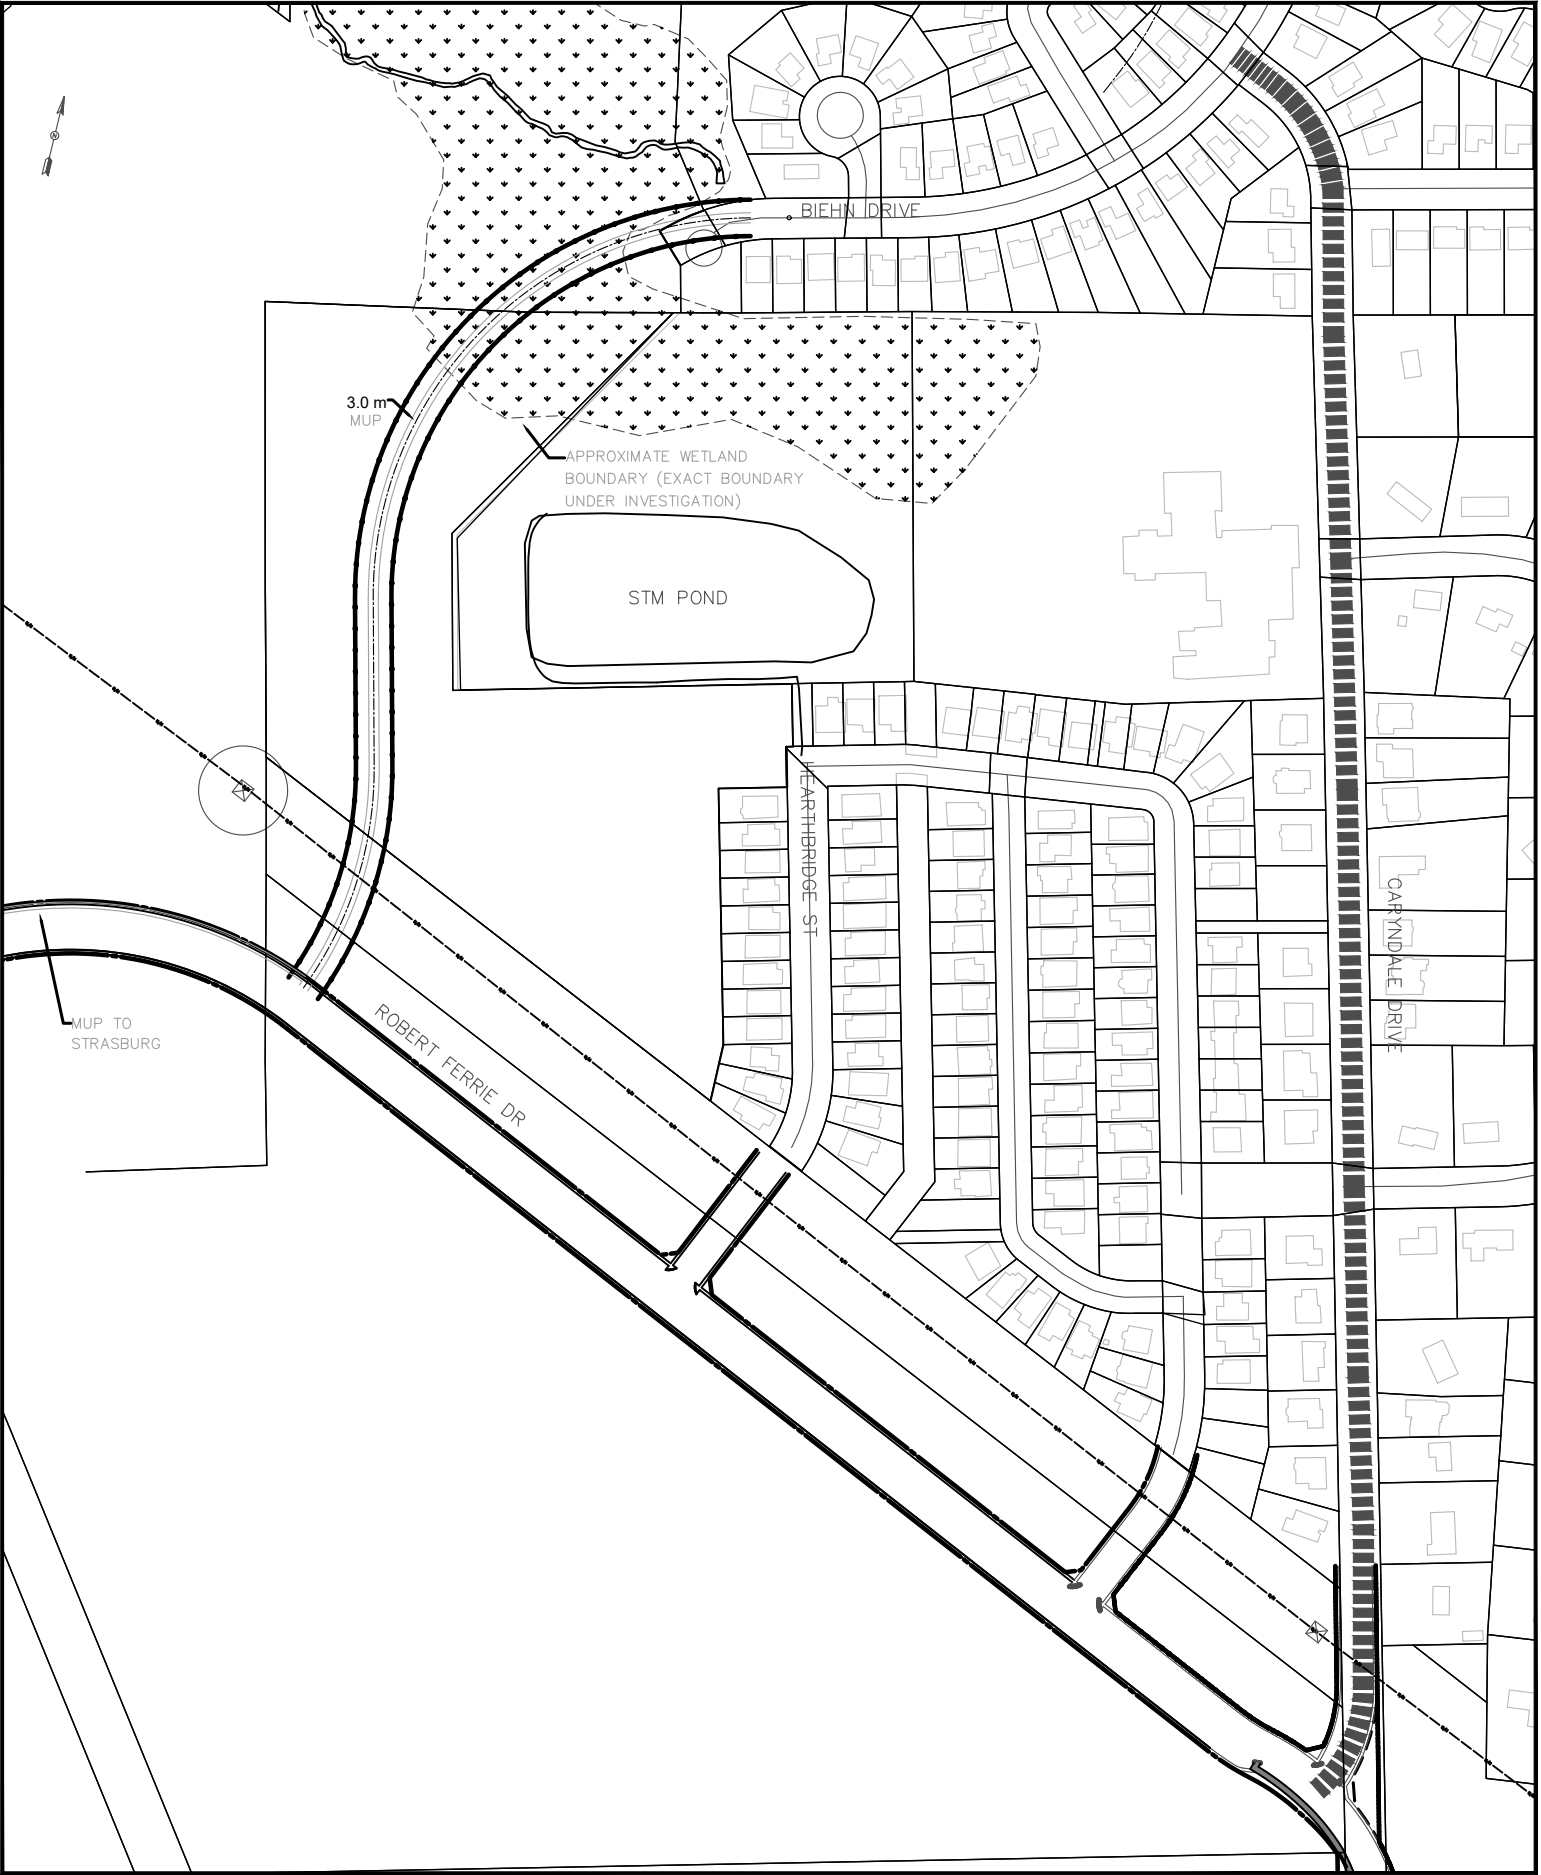 BIEHN DRIVE
3.0 m
MUP
APPROXIMATE WETLAND
BOUNDARY (EXACT BOUNDARY
UNDER INVESTIGATION)
STM POND
HEARTHBRIDGE ST
CARYNDALE DRIVE
MUP TO
STRASBURG
ROBERT FERRIE DR